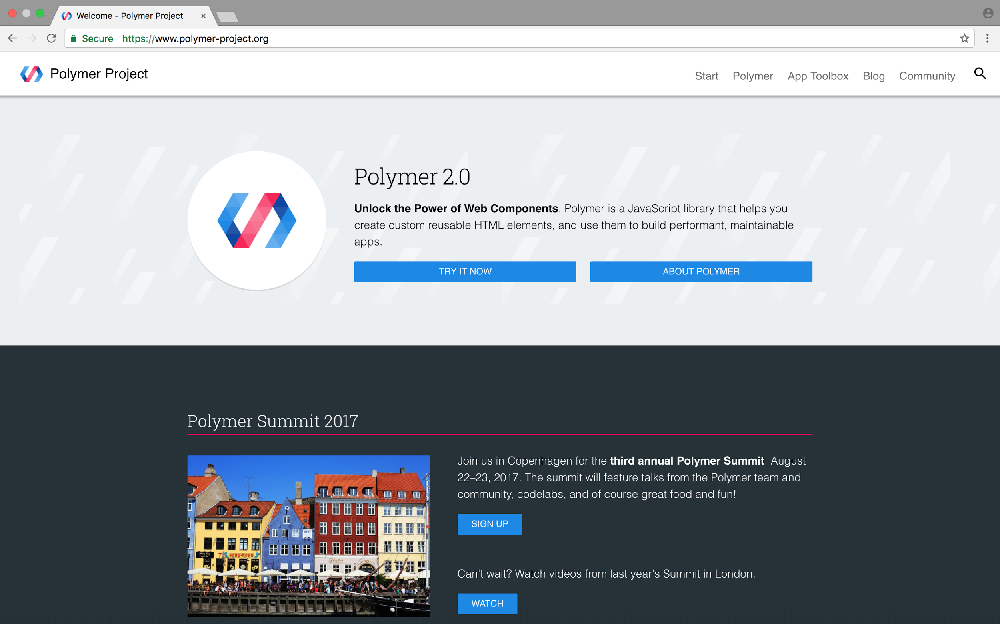 Welcome - Polymer Project
Secure https://www.polymer-project.org
Polymer Project
Start Polymer App Toolbox Blog Community
Polymer 2.0
Unlock the Power of Web Components. Polymer is a JavaScript library that helps you
create custom reusable HTML elements, and use them to build performant, maintainable
apps.
TRY IT NOW ABOUT POLYMER
Polymer Summit 2017
Join us in Copenhagen for the third annual Polymer Summit, August
22–23, 2017. The summit will feature talks from the Polymer team and
community, codelabs, and of course great food and fun!
SIGN UP
7 HONG-KONG
Can't wait? Watch videos from last year's Summit in London.
WATCH